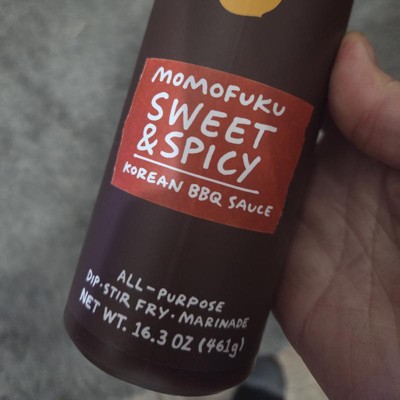 MOMOFUKU
SWEET
&SPICY
KOREAN BBQ SAUCE
ALL-PURPOSE
DIP·STIR FRY·MARINADE
NET WT. 16.3 OZ (461g)